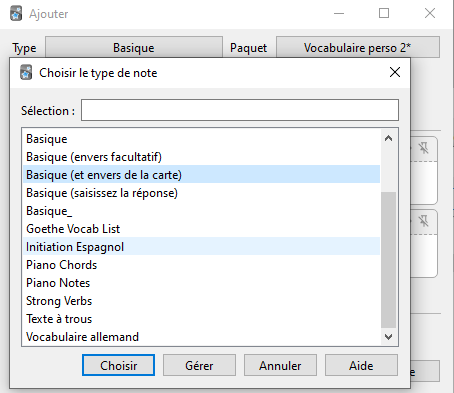 Ajouter
Type Basique Paquet Vocabulaire perso 2*
Choisir le type de note
Sélection :
Basique
Basique (envers facultatif)
Basique (et envers de la carte)
Basique (saisissez la réponse)
Basique_
Goethe Vocab List
Initiation Espagnol
Piano Chords
Piano Notes
Strong Verbs
Texte à trous
Vocabulaire allemand
Choisir Gérer Annuler Aide